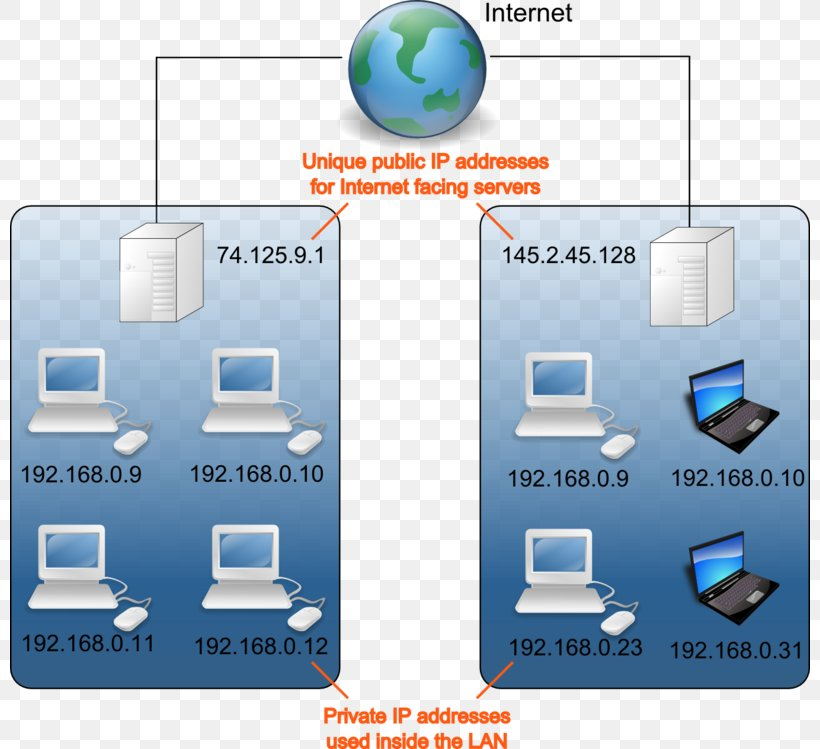 Internet
Unique public IP addresses
for Internet facing servers
74.125.9.1
145.2.45.128
192.168.0.9
192.168.0.10
192.168.0.9
192.168.0.10
192.168.0.11
192.168.0.12
192.168.0.23
192.168.0.31
Private IP addresses
used inside the LAN